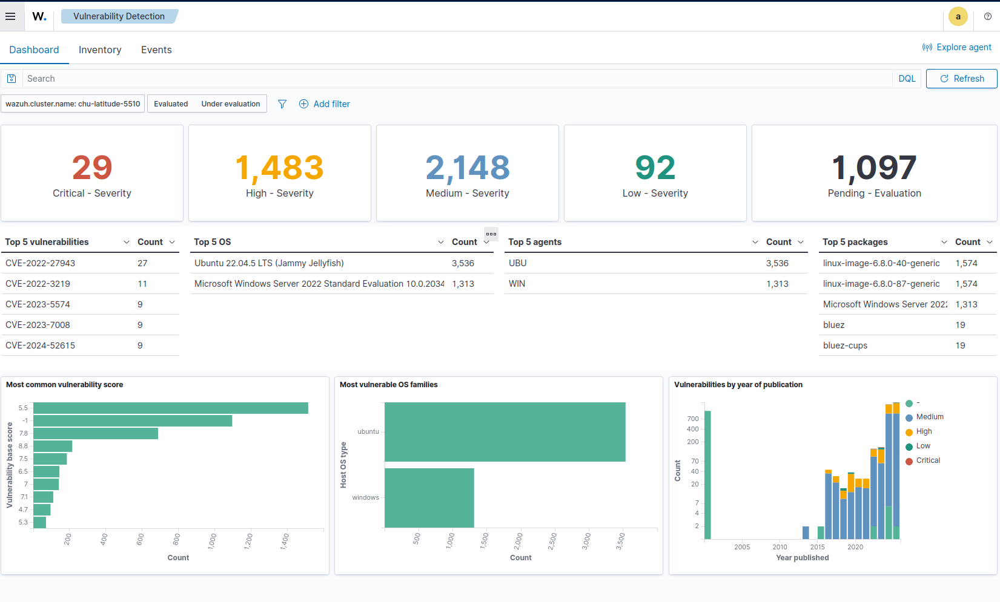 W. Vulnerability Detection a
Dashboard Inventory Events Explore agent
Search DQL Refresh
wazuh.cluster.name: chu-latitude-5510 Evaluated Under evaluation Add filter
29 1,483 2,148 92 1,097
Critical - Severity High - Severity Medium - Severity Low - Severity Pending - Evaluation
Top 5 vulnerabilities Count
CVE-2022-27943 27
CVE-2022-3219 11
CVE-2023-5574 9
CVE-2023-7008 9
CVE-2024-52615 9
Top 5 OS Count
Ubuntu 22.04.5 LTS (Jammy Jellyfish) 3,536
Microsoft Windows Server 2022 Standard Evaluation 10.0.2034 1,313
Top 5 agents Count
UBU 3,536
WIN 1,313
Top 5 packages Count
linux-image-6.8.0-40-generic 1,574
linux-image-6.8.0-87-generic 1,574
Microsoft Windows Server 2022 1,313
bluez 19
bluez-cups 19
Most common vulnerability score
Vulnerability base score
5.5
-1
7.8
8.8
7.5
6.5
7
7.1
4.7
5.3
200 400 600 800 1,000 1,200 1,400
Count
Most vulnerable OS families
Host OS type
ubuntu
windows
500 1,000 1,500 2,000 2,500 3,000 3,500
Count
Vulnerabilities by year of publication
Count
700
400
200
70
40
20
7
4
2
2005 2010 2015 2020
Year published
-
Medium
High
Low
Critical